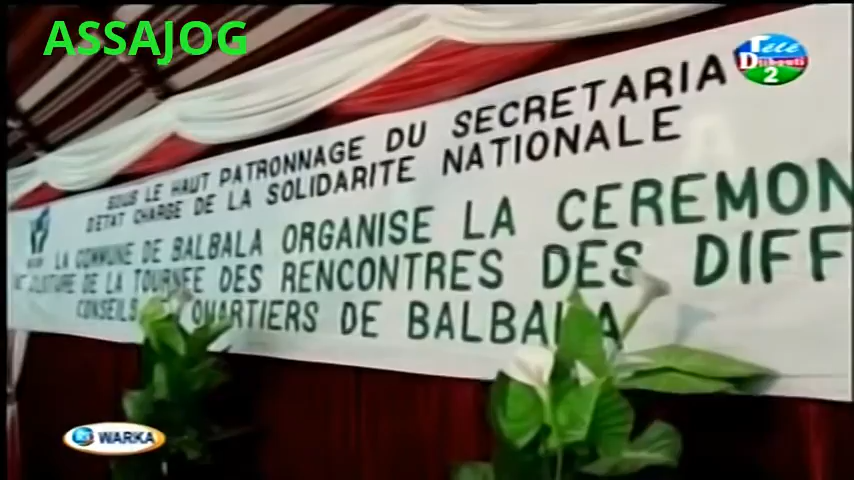 ASSAJOG
Télé
Djibouti
2
SOUS LE HAUT PATRONNAGE DU SECRETARIA
D'ETAT CHARGE DE LA SOLIDARITE NATIONALE
LA COMMUNE DE BALBALA ORGANISE LA CEREMON
CLOTURE DE LA TOURNEE DES RENCONTRES DES DIFF
CONSEILS QUARTIERS DE BALBALA
WARKA